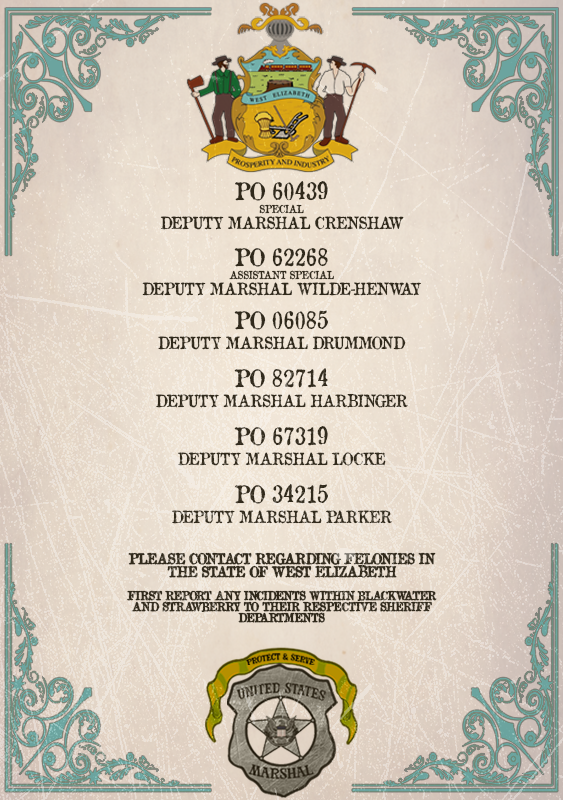 WEST ELIZABETH
PROSPERITY AND INDUSTRY
PO 60439
SPECIAL
DEPUTY MARSHAL CRENSHAW
PO 62268
ASSISTANT SPECIAL
DEPUTY MARSHAL WILDE-HENWAY
PO 06085
DEPUTY MARSHAL DRUMMOND
PO 82714
DEPUTY MARSHAL HARBINGER
PO 67319
DEPUTY MARSHAL LOCKE
PO 34215
DEPUTY MARSHAL PARKER
PLEASE CONTACT REGARDING FELONIES IN
THE STATE OF WEST ELIZABETH
FIRST REPORT ANY INCIDENTS WITHIN BLACKWATER
AND STRAWBERRY TO THEIR RESPECTIVE SHERIFF
DEPARTMENTS
PROTECT & SERVE
UNITED STATES
MARSHAL